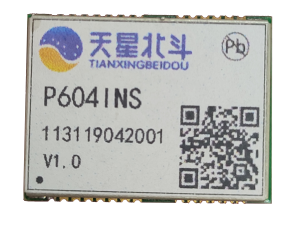 天星北斗
TIANXINGBEIDOU
Pb
P604INS
113119042001
V1.0